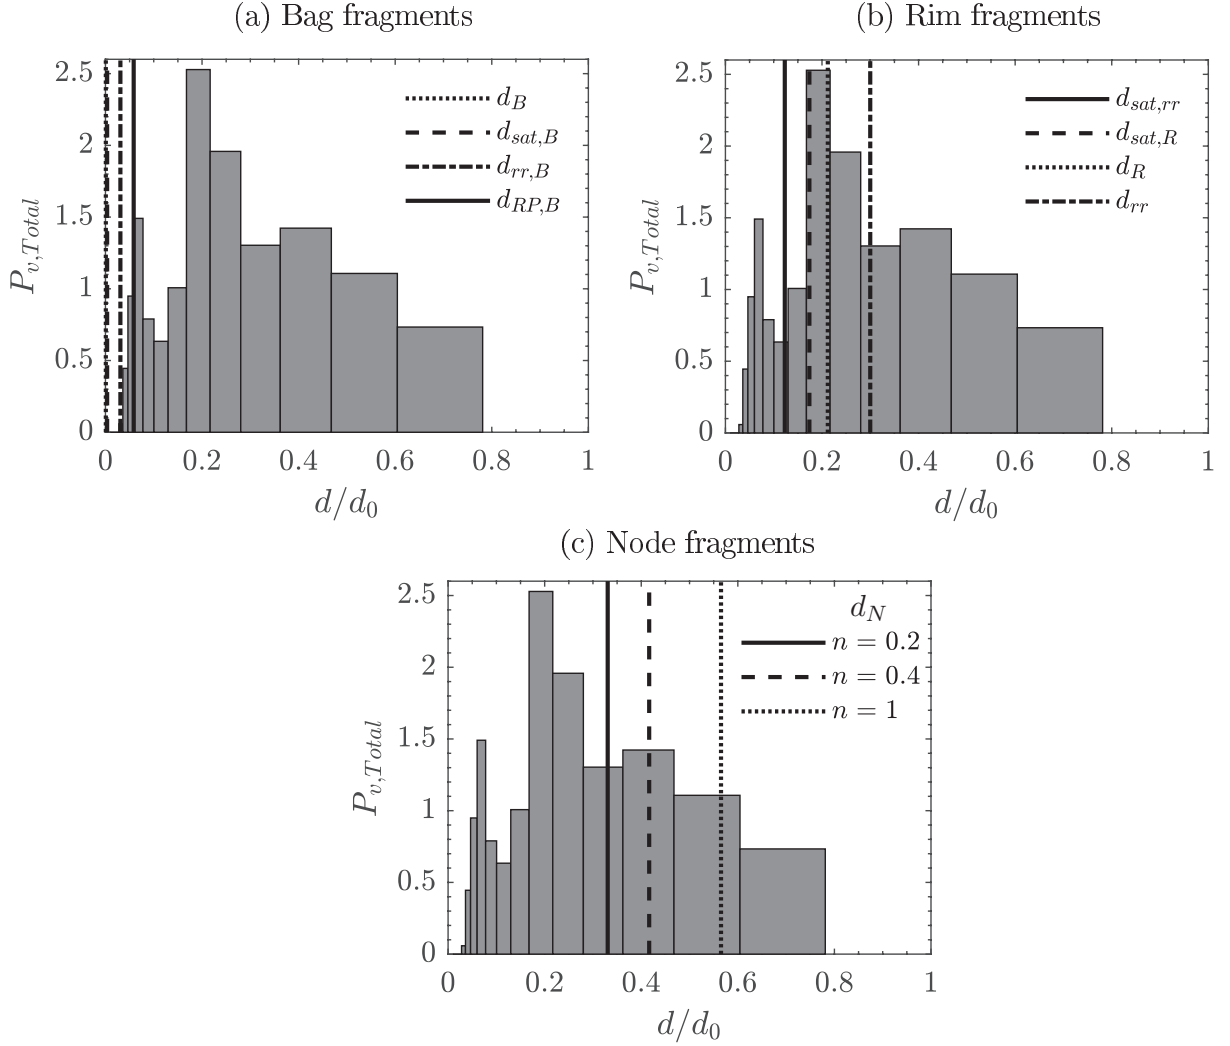 (a) Bag fragments
P_{v,Total}
2.5
2
1.5
1
0.5
0
d_B
d_{sat,B}
d_{rr,B}
d_{RP,B}
0 0.2 0.4 0.6 0.8 1
d/d_0
(b) Rim fragments
P_{v,Total}
2.5
2
1.5
1
0.5
0
d_{sat,rr}
d_{sat,R}
d_R
d_{rr}
0 0.2 0.4 0.6 0.8 1
d/d_0
(c) Node fragments
P_{v,Total}
2.5
2
1.5
1
0.5
0
d_N
n = 0.2
n = 0.4
n = 1
0 0.2 0.4 0.6 0.8 1
d/d_0